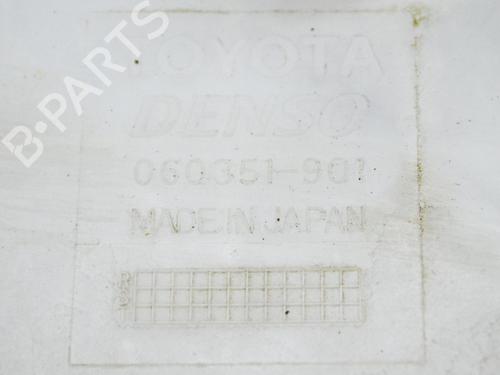 B-PARTS
TOYOTA
DENSO
060351-901
MADE IN JAPAN